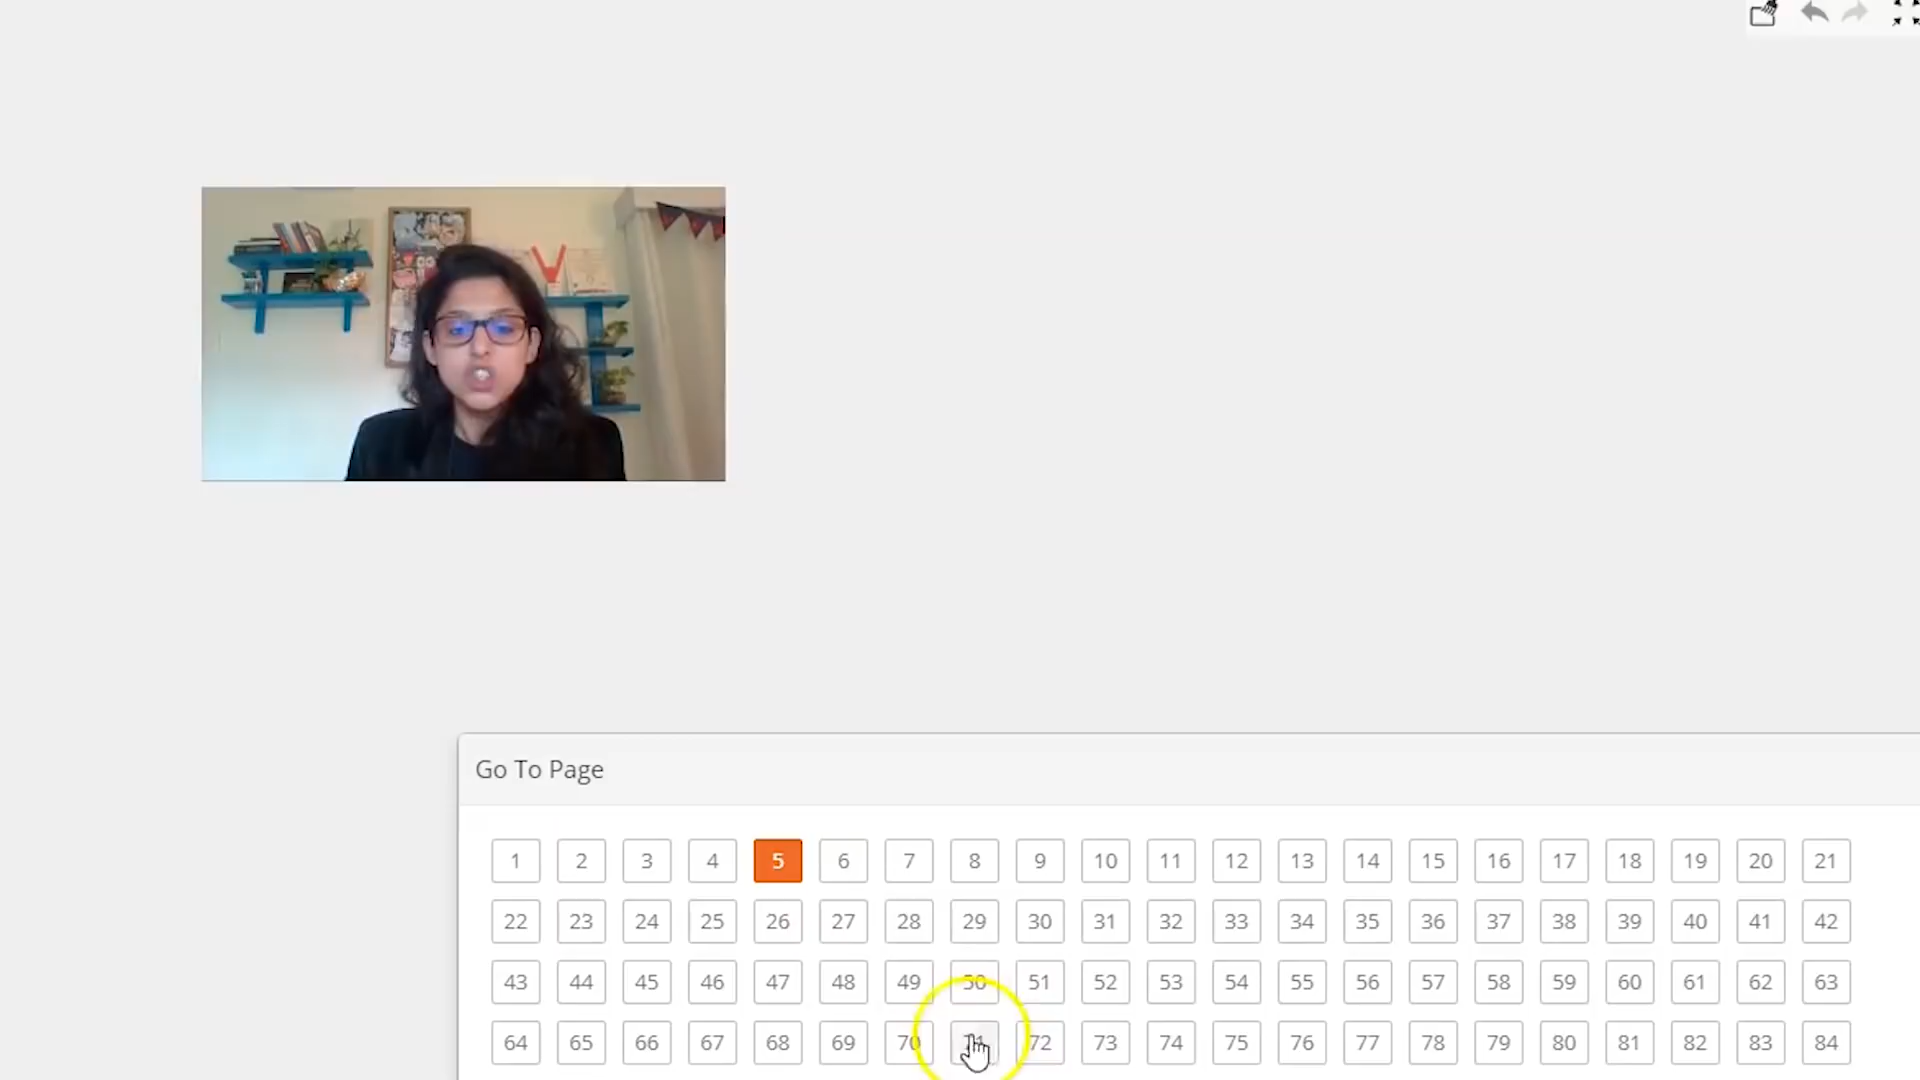 Go To Page
1 2 3 4 5 6 7 8 9 10 11 12 13 14 15 16 17 18 19 20 21
22 23 24 25 26 27 28 29 30 31 32 33 34 35 36 37 38 39 40 41 42
43 44 45 46 47 48 49 50 51 52 53 54 55 56 57 58 59 60 61 62 63
64 65 66 67 68 69 70 72 73 74 75 76 77 78 79 80 81 82 83 84